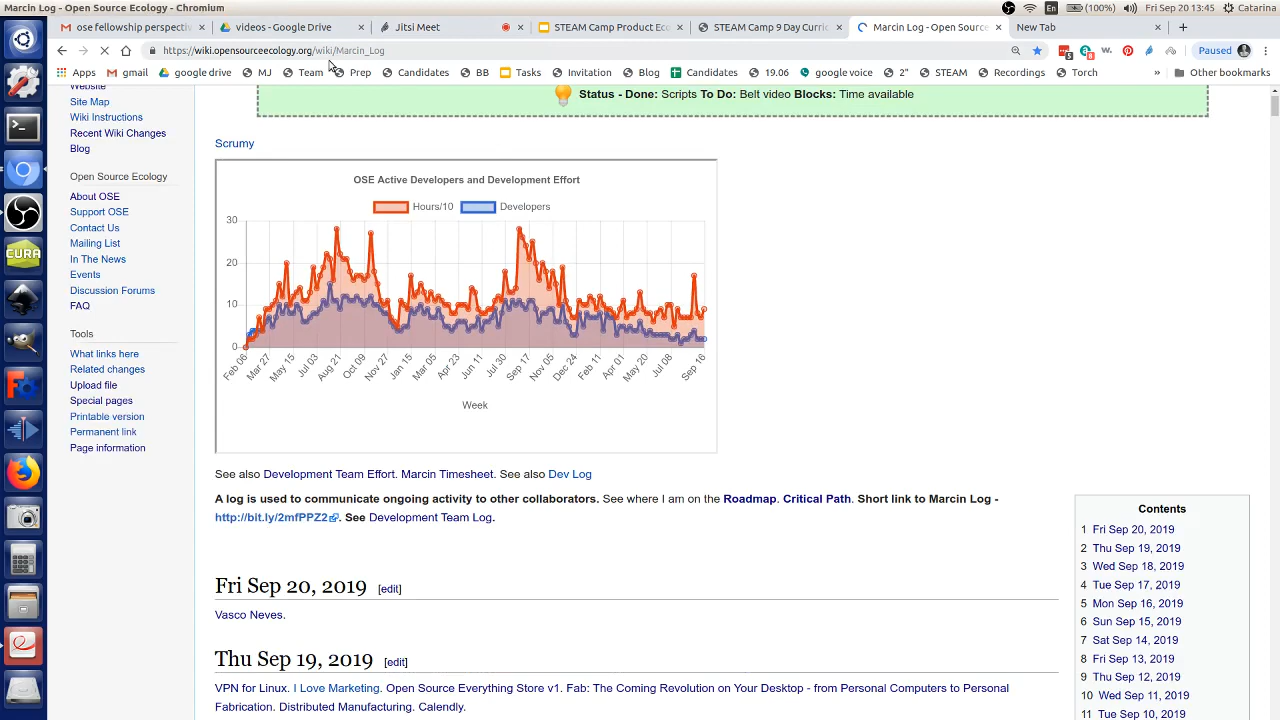 Marcin Log - Open Source Ecology - Chromium
En (100%) Fri Sep 20 13:45 Catarina
ose fellowship perspectiv
videos - Google Drive
Jitsi Meet
STEAM Camp Product Ec
STEAM Camp 9 Day Curric
Marcin Log - Open Source
New Tab
https://wiki.opensourceecology.org/wiki/Marcin_Log
Paused
Apps gmail google drive MJ Team Prep Candidates BB Tasks Invitation Blog Candidates 19.06 google voice 2" STEAM Recordings Torch » Other bookmarks
Website
Site Map
Wiki Instructions
Recent Wiki Changes
Blog
Open Source Ecology
About OSE
Support OSE
Contact Us
Mailing List
In The News
Events
Discussion Forums
FAQ
Tools
What links here
Related changes
Upload file
Special pages
Printable version
Permanent link
Page information
Status - Done: Scripts To Do: Belt video Blocks: Time available
Scrumy
OSE Active Developers and Development Effort
Hours/10 Developers
30
20
10
0
Feb 06 Mar 27 May 15 Jul 03 Aug 21 Oct 09 Nov 27 Jan 15 Mar 05 Apr 23 Jun 11 Jul 30 Sep 17 Nov 05 Dec 24 Feb 11 Apr 01 May 20 Jul 08 Sep 16
Week
See also Development Team Effort. Marcin Timesheet. See also Dev Log
A log is used to communicate ongoing activity to other collaborators. See where I am on the Roadmap. Critical Path. Short link to Marcin Log -
http://bit.ly/2mfPPZ2. See Development Team Log.
Fri Sep 20, 2019 [edit]
Vasco Neves.
Thu Sep 19, 2019 [edit]
VPN for Linux. I Love Marketing. Open Source Everything Store v1. Fab: The Coming Revolution on Your Desktop - from Personal Computers to Personal
Fabrication. Distributed Manufacturing. Calendly.
Contents
1 Fri Sep 20, 2019
2 Thu Sep 19, 2019
3 Wed Sep 18, 2019
4 Tue Sep 17, 2019
5 Mon Sep 16, 2019
6 Sun Sep 15, 2019
7 Sat Sep 14, 2019
8 Fri Sep 13, 2019
9 Thu Sep 12, 2019
10 Wed Sep 11, 2019
11 Tue Sep 10, 2019
CURA